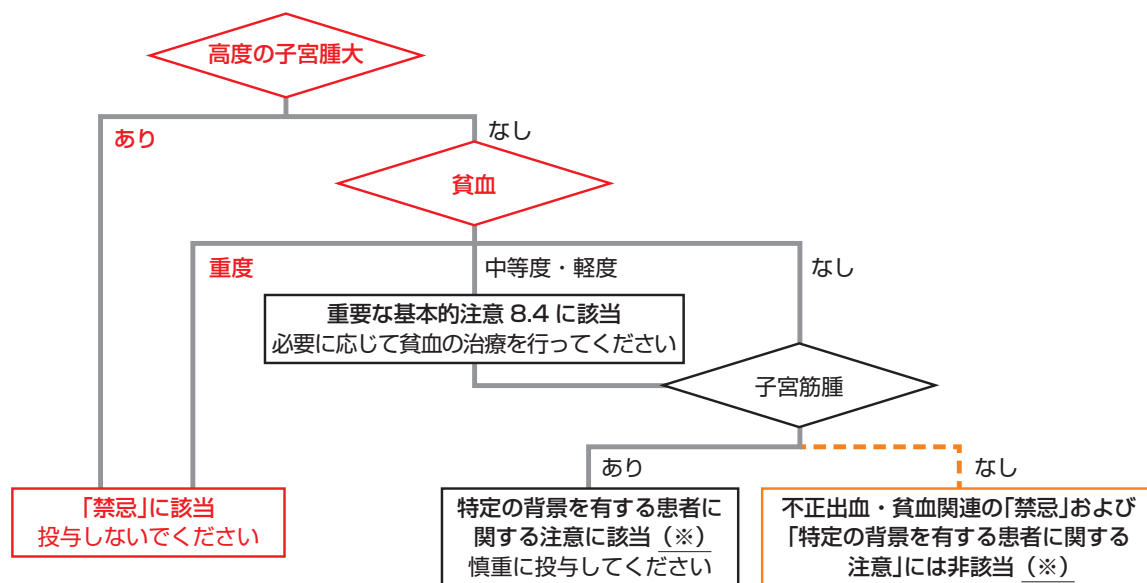 高度の子宮腫大
あり
なし
貧血
重度
中等度・軽度
なし
重要な基本的注意 8.4 に該当
必要に応じて貧血の治療を行ってください
子宮筋腫
あり
なし
「禁忌」に該当
投与しないでください
特定の背景を有する患者に
関する注意に該当 (※)
慎重に投与してください
不正出血・貧血関連の「禁忌」および
「特定の背景を有する患者に関する
注意」には非該当 (※)